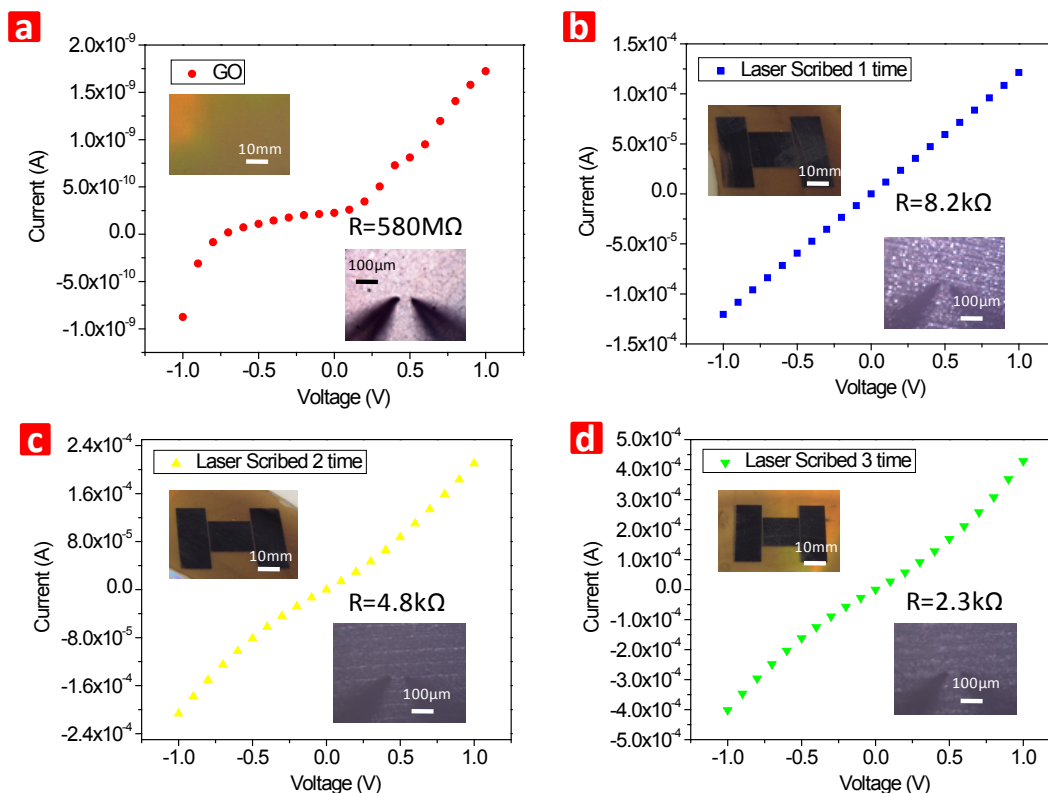 a
2.0x10⁻⁹
1.5x10⁻⁹
1.0x10⁻⁹
5.0x10⁻¹⁰
0.0
-5.0x10⁻¹⁰
-1.0x10⁻⁹
Current (A)
GO
10mm
R=580MΩ
100μm
-1.0 -0.5 0.0 0.5 1.0
Voltage (V)
b
1.5x10⁻⁴
1.0x10⁻⁴
5.0x10⁻⁵
0.0
-5.0x10⁻⁵
-1.0x10⁻⁴
-1.5x10⁻⁴
Current (A)
Laser Scribed 1 time
10mm
R=8.2kΩ
100μm
-1.0 -0.5 0.0 0.5 1.0
Voltage (V)
c
2.4x10⁻⁴
1.6x10⁻⁴
8.0x10⁻⁵
0.0
-8.0x10⁻⁵
-1.6x10⁻⁴
-2.4x10⁻⁴
Current (A)
Laser Scribed 2 time
10mm
R=4.8kΩ
100μm
-1.0 -0.5 0.0 0.5 1.0
Voltage (V)
d
5.0x10⁻⁴
4.0x10⁻⁴
3.0x10⁻⁴
2.0x10⁻⁴
1.0x10⁻⁴
0.0
-1.0x10⁻⁴
-2.0x10⁻⁴
-3.0x10⁻⁴
-4.0x10⁻⁴
-5.0x10⁻⁴
Current (A)
Laser Scribed 3 time
10mm
R=2.3kΩ
100μm
-1.0 -0.5 0.0 0.5 1.0
Voltage (V)